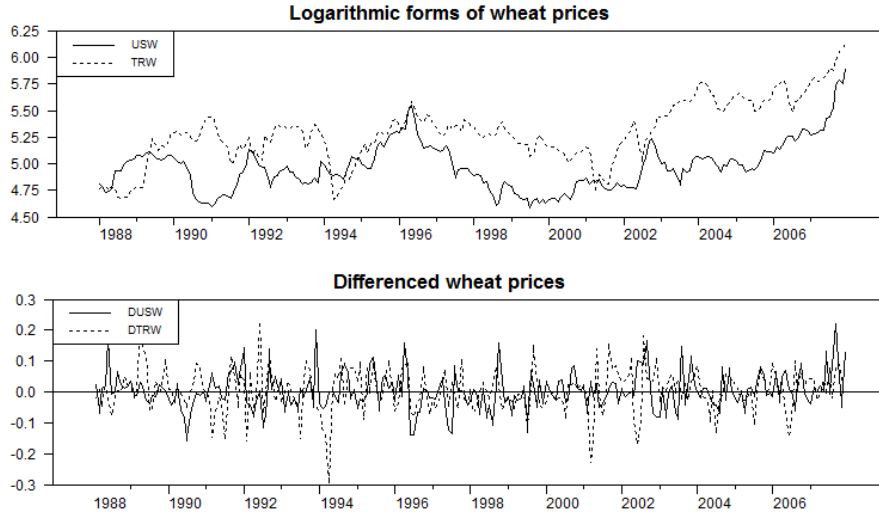 Logarithmic forms of wheat prices
6.25
6.00
5.75
5.50
5.25
5.00
4.75
4.50
USW
TRW
1988 1990 1992 1994 1996 1998 2000 2002 2004 2006
Differenced wheat prices
0.3
0.2
0.1
0.0
-0.1
-0.2
-0.3
DUSW
DTRW
1988 1990 1992 1994 1996 1998 2000 2002 2004 2006